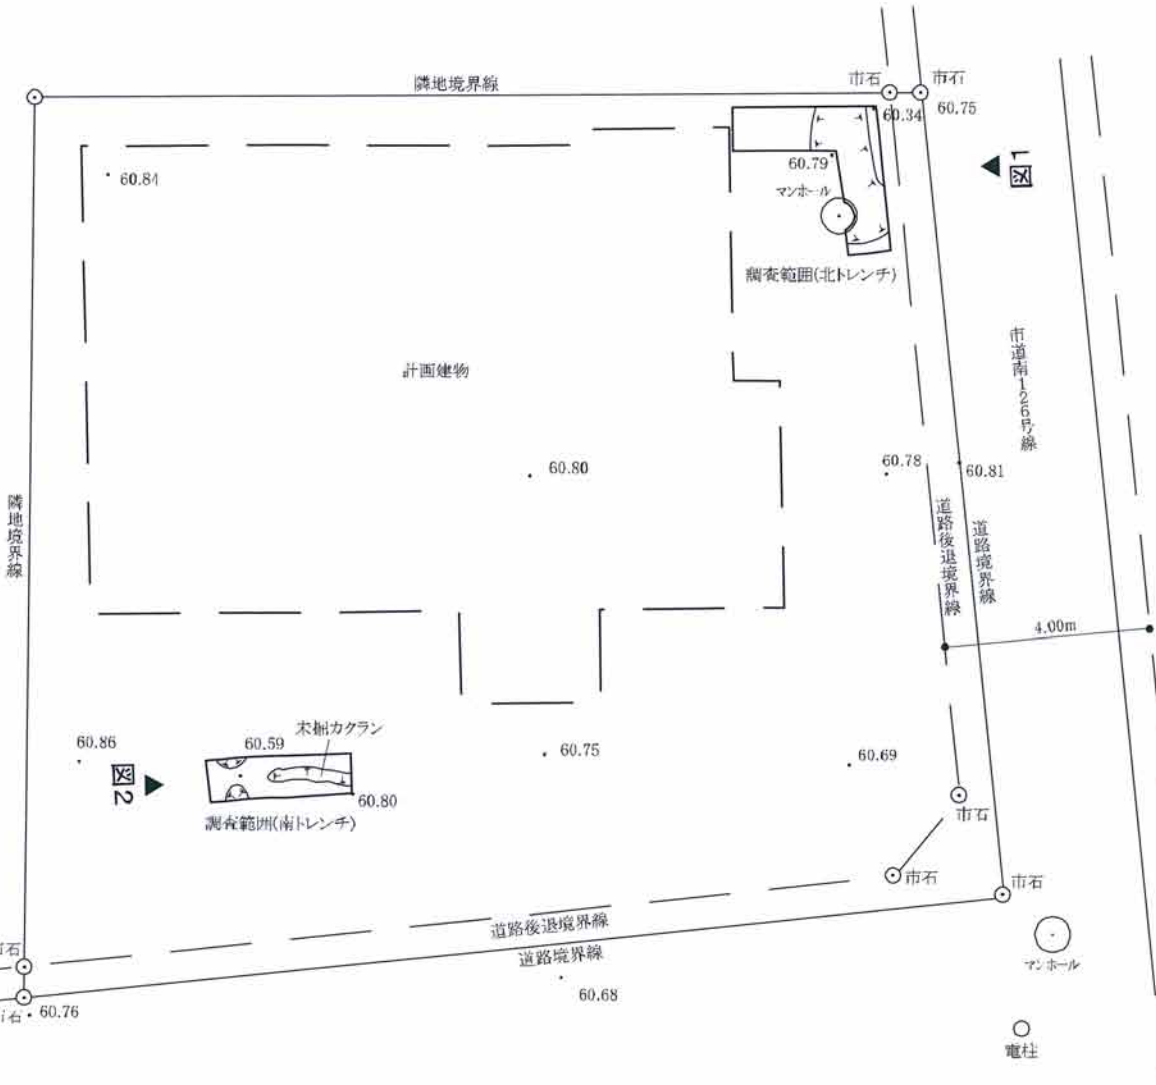 隣地境界線
市石
市石
60.34
60.75
60.84
60.79
マンホール
図1
調査範囲(北トレンチ)
市道南126号線
計画建物
60.80
60.78
60.81
隣地境界線
道路後退境界線
道路境界線
4.00m
未掘カクラン
60.86
60.59
60.75
60.69
図2
60.80
調査範囲(南トレンチ)
市石
市石
市石
道路後退境界線
道路境界線
市石
マンホール
60.68
市石
60.76
電柱